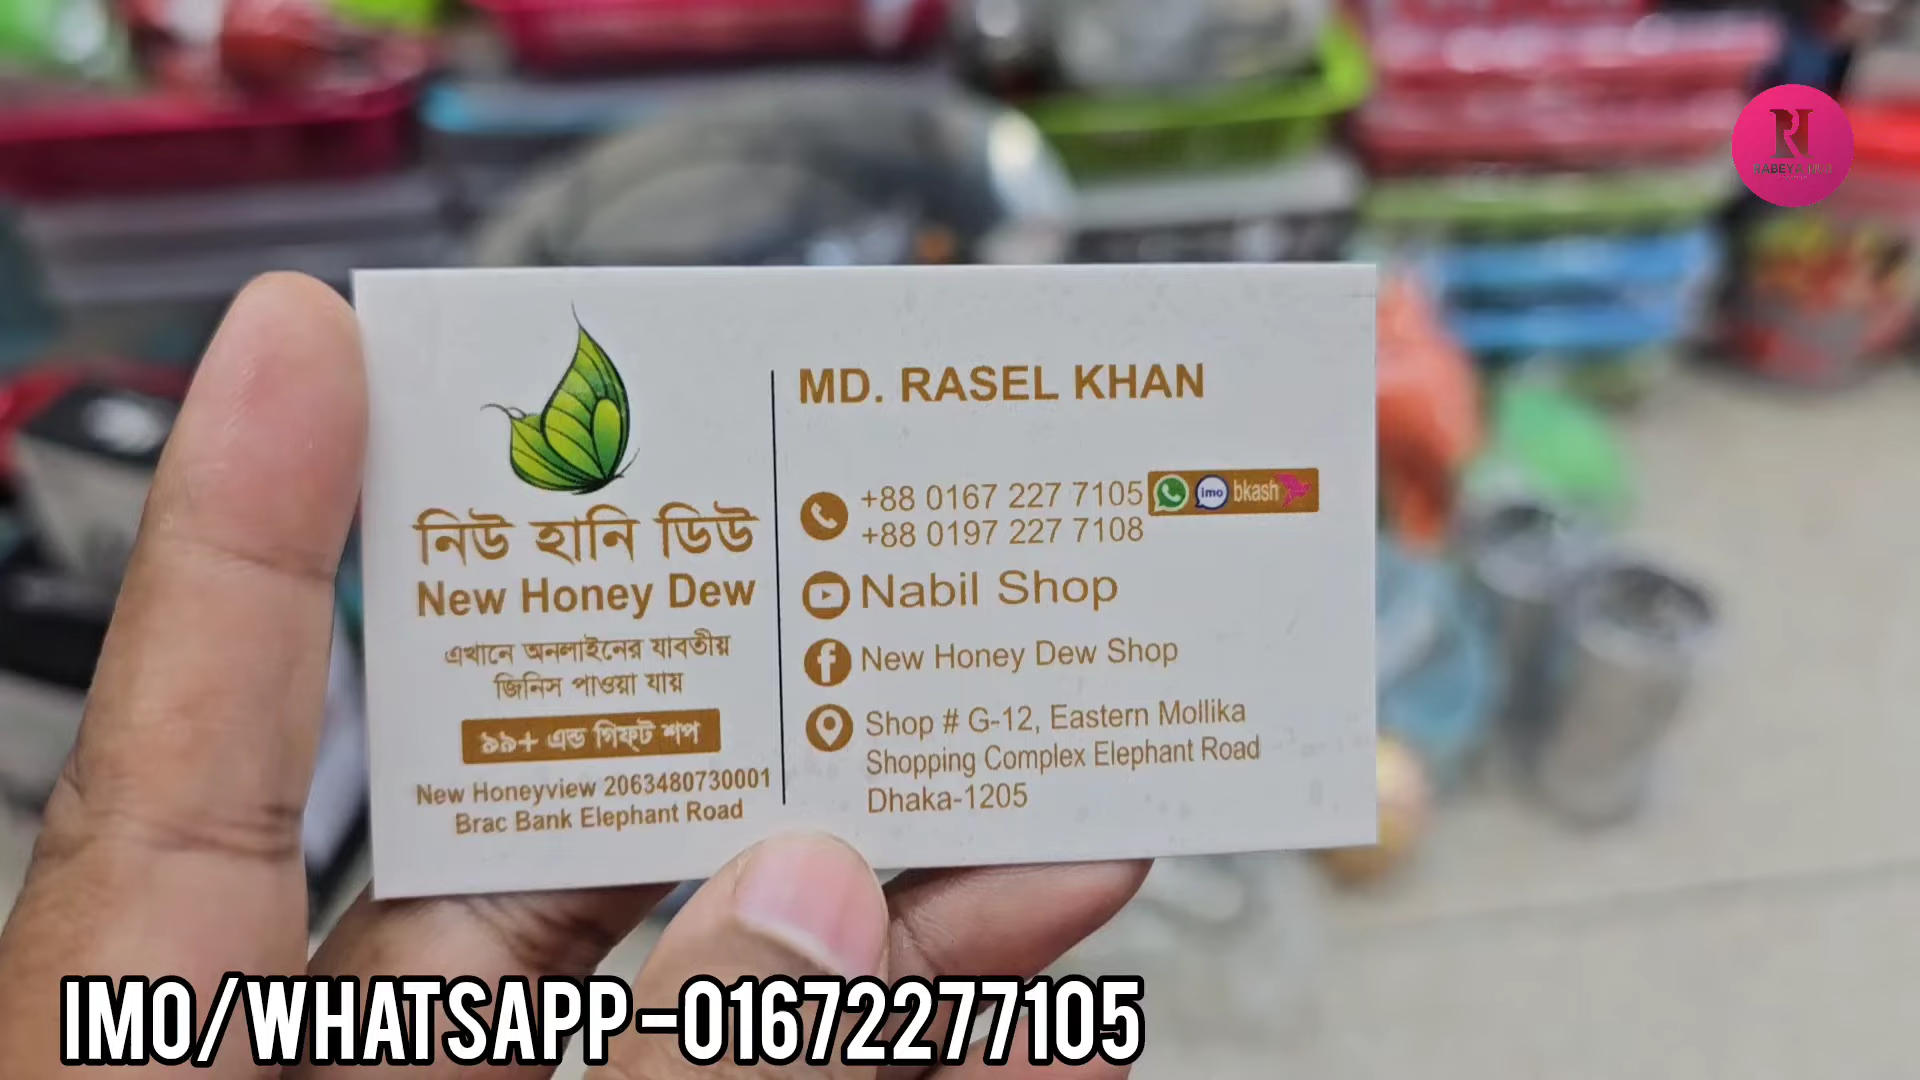 RABEYA
নিউ হানি ডিউ
New Honey Dew
এখানে অনলাইনের যাবতীয়
জিনিস পাওয়া যায়
৯৯+ এন্ড গিফ্ট শপ
New Honeyview 2063480730001
Brac Bank Elephant Road
MD. RASEL KHAN
+88 0167 227 7105 imo bkash
+88 0197 227 7108
Nabil Shop
New Honey Dew Shop
Shop # G-12, Eastern Mollika
Shopping Complex Elephant Road
Dhaka-1205
IMO/WHATSAPP-01672277105